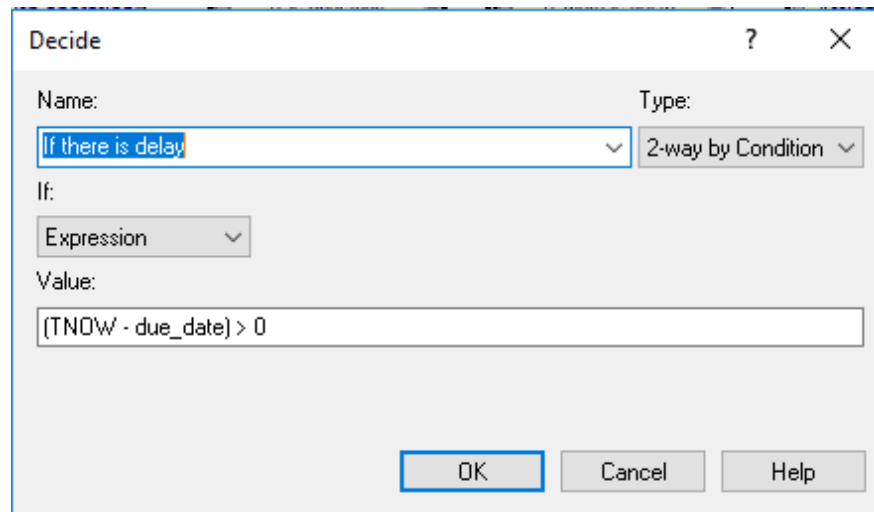 Decide ?
Name: Type:
If there is delay 2-way by Condition
If:
Expression
Value:
(TNOW - due_date) > 0
OK Cancel Help